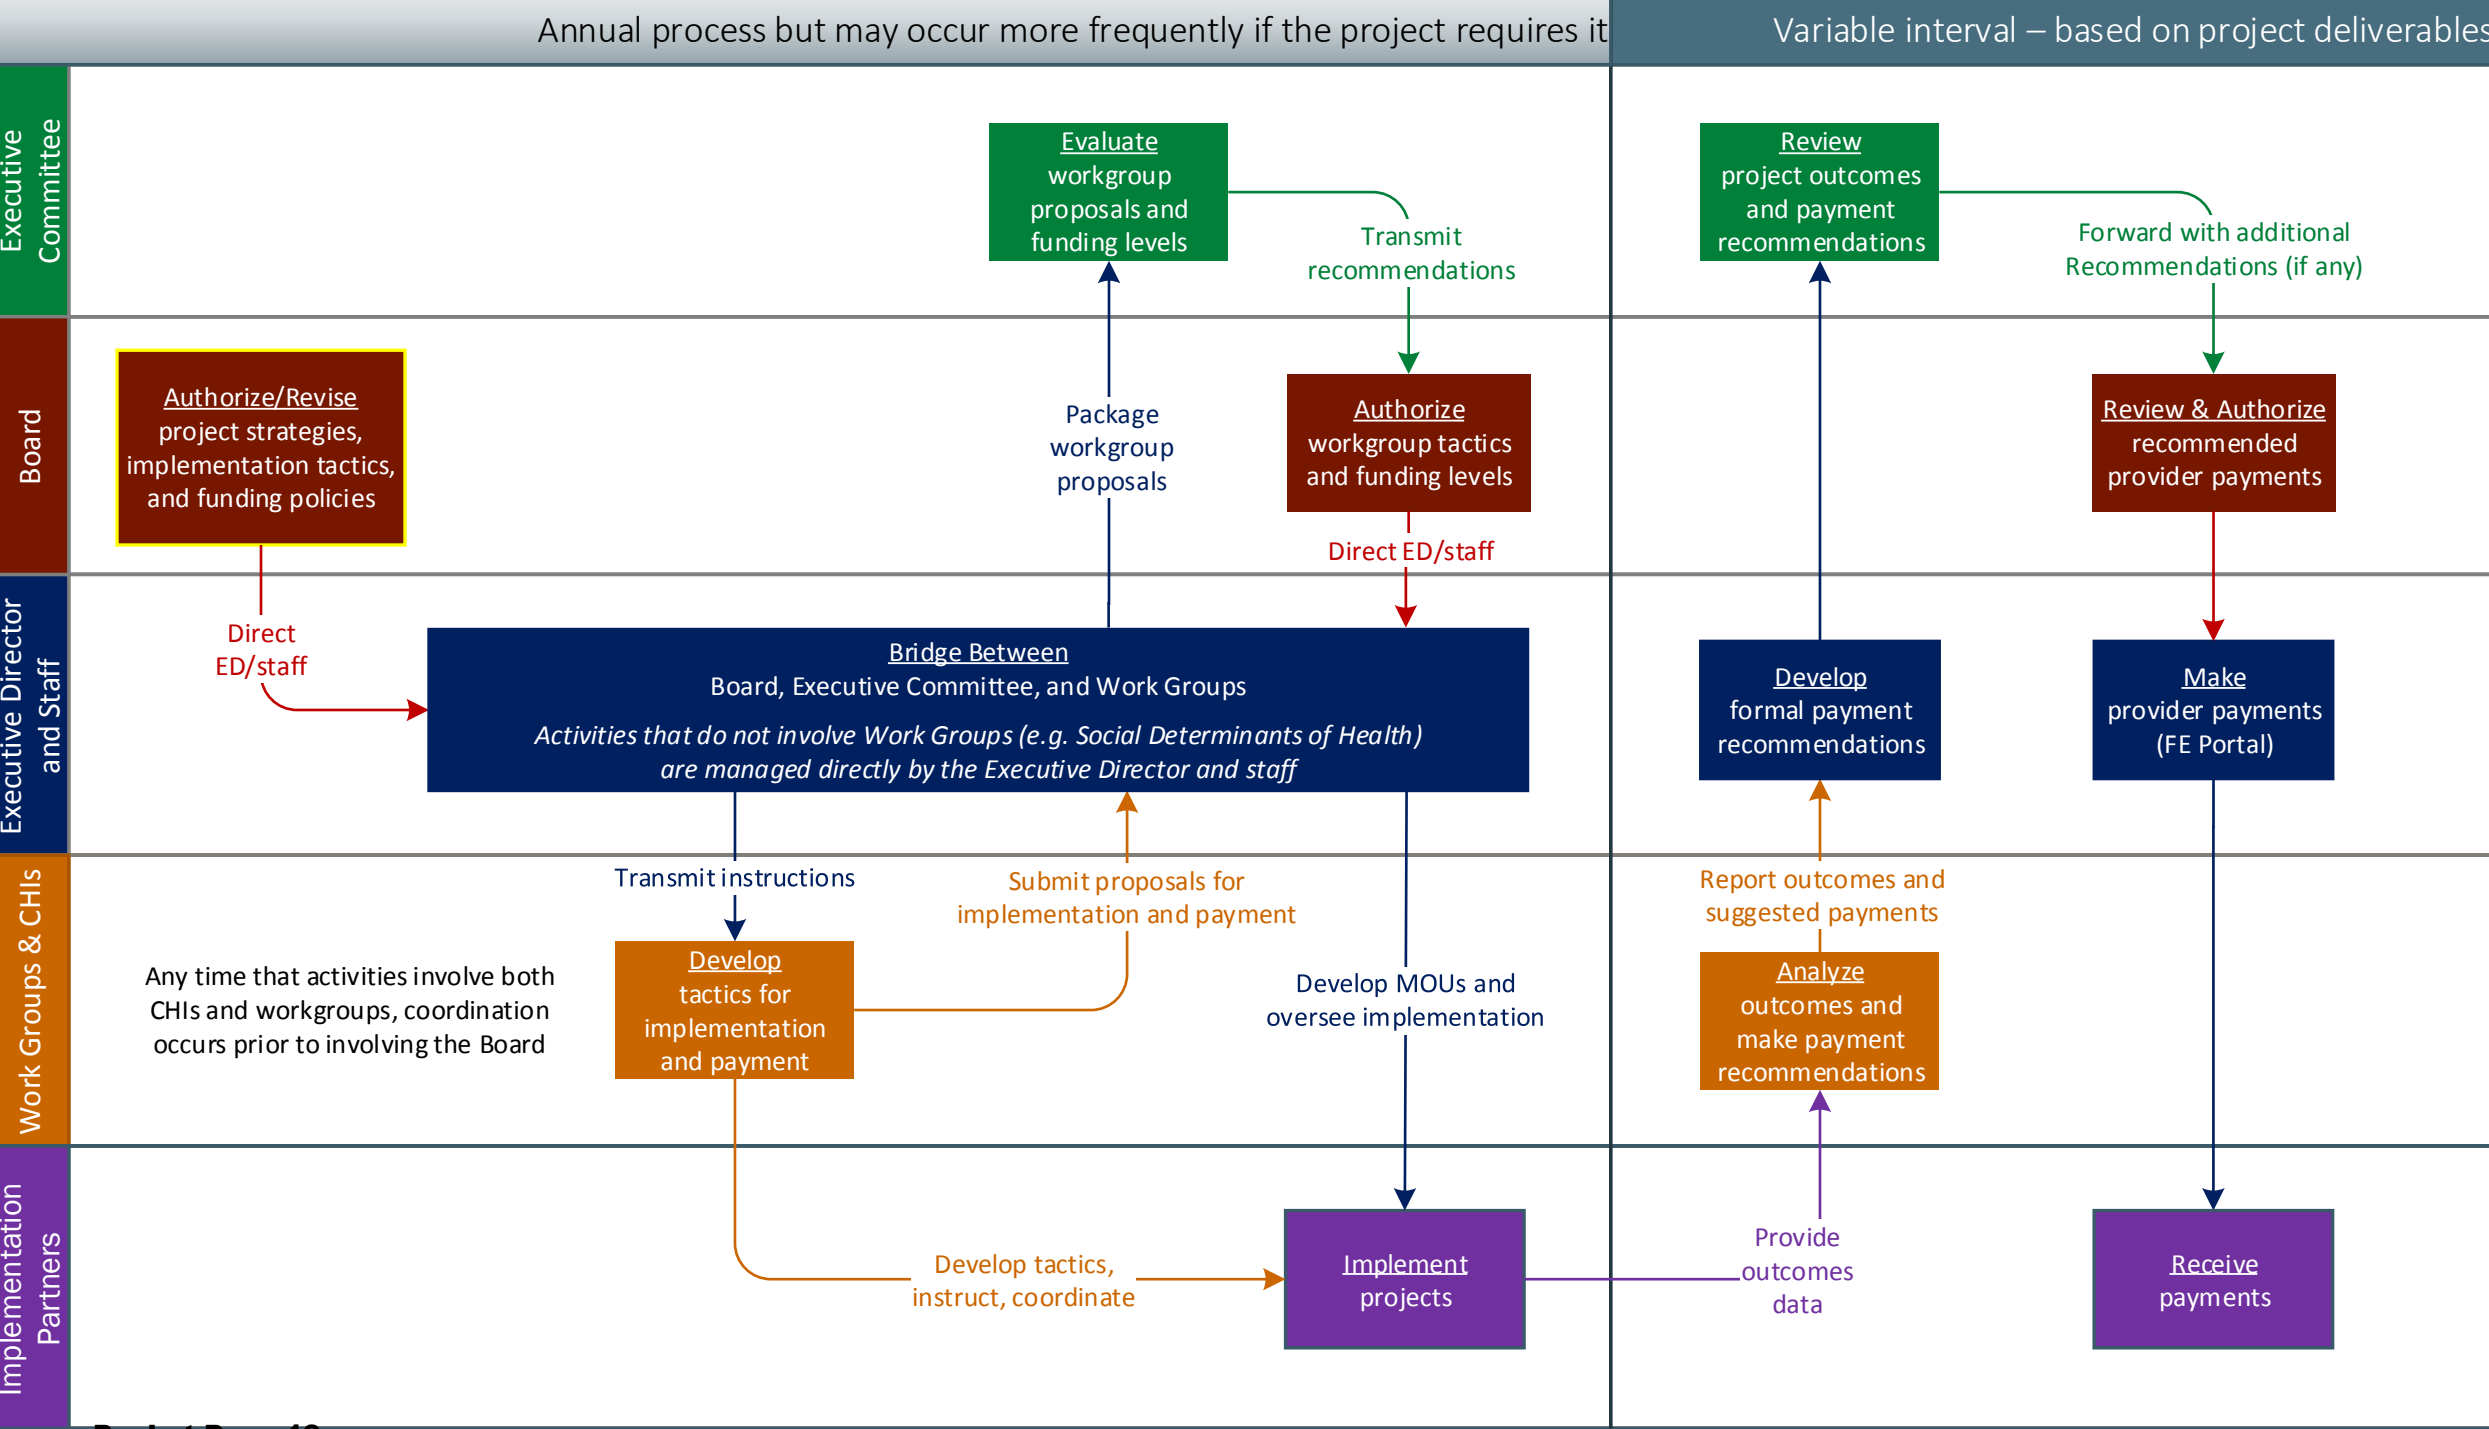 Annual process but may occur more frequently if the project requires it
Variable interval – based on project deliverables
Executive
Committee
Evaluate
workgroup
proposals and
funding levels
Transmit
recommendations
Review
project outcomes
and payment
recommendations
Forward with additional
Recommendations (if any)
Board
Authorize/Revise
project strategies,
implementation tactics,
and funding policies
Package
workgroup
proposals
Authorize
workgroup tactics
and funding levels
Direct ED/staff
Review & Authorize
recommended
provider payments
Executive Director
and Staff
Direct
ED/staff
Bridge Between
Board, Executive Committee, and Work Groups
Activities that do not involve Work Groups (e.g. Social Determinants of Health)
are managed directly by the Executive Director and staff
Develop
formal payment
recommendations
Make
provider payments
(FE Portal)
Work Groups & CHIs
Transmit instructions
Submit proposals for
implementation and payment
Report outcomes and
suggested payments
Any time that activities involve both
CHIs and workgroups, coordination
occurs prior to involving the Board
Develop
tactics for
implementation
and payment
Develop MOUs and
oversee implementation
Analyze
outcomes and
make payment
recommendations
Implementation
Partners
Develop tactics,
instruct, coordinate
Implement
projects
Provide
outcomes
data
Receive
payments